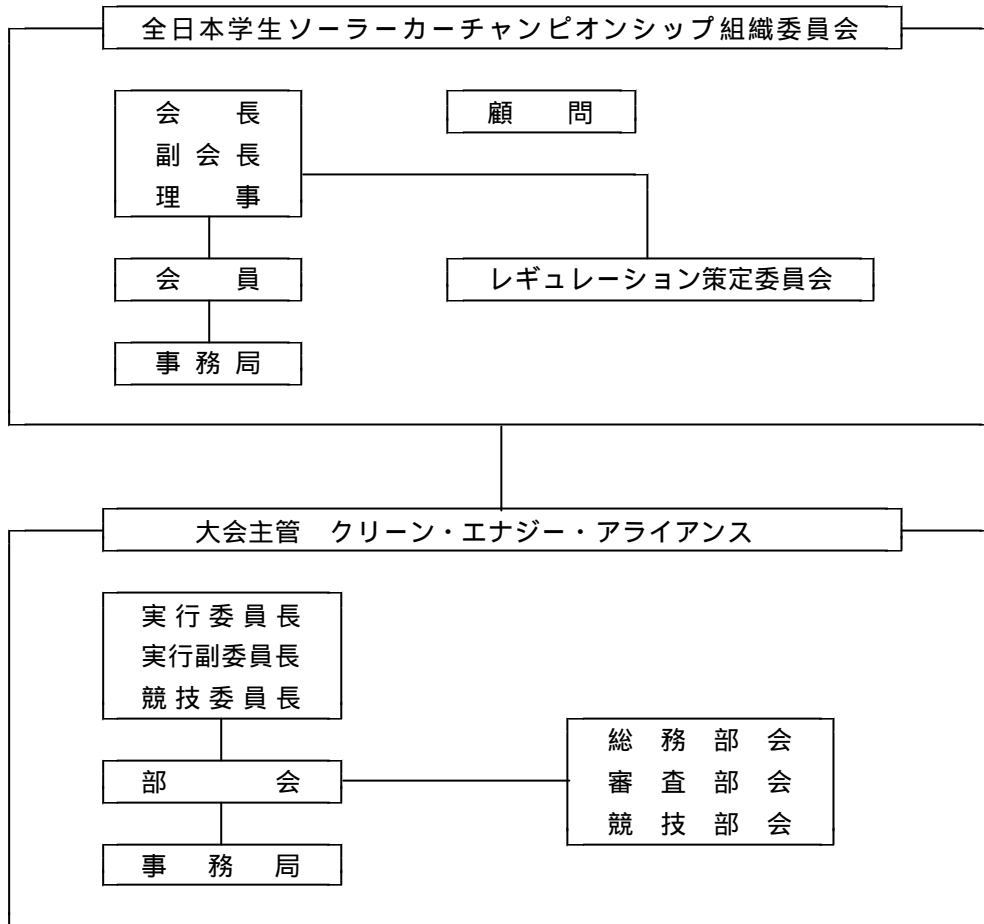 全日本学生ソーラーカーチャンピオンシップ組織委員会
会　長
顧　問
副会長
理　事
会　員
レギュレーション策定委員会
事務局
大会主管　クリーン・エナジー・アライアンス
実行委員長
実行副委員長
競技委員長
総務部会
部　会
審査部会
競技部会
事務局